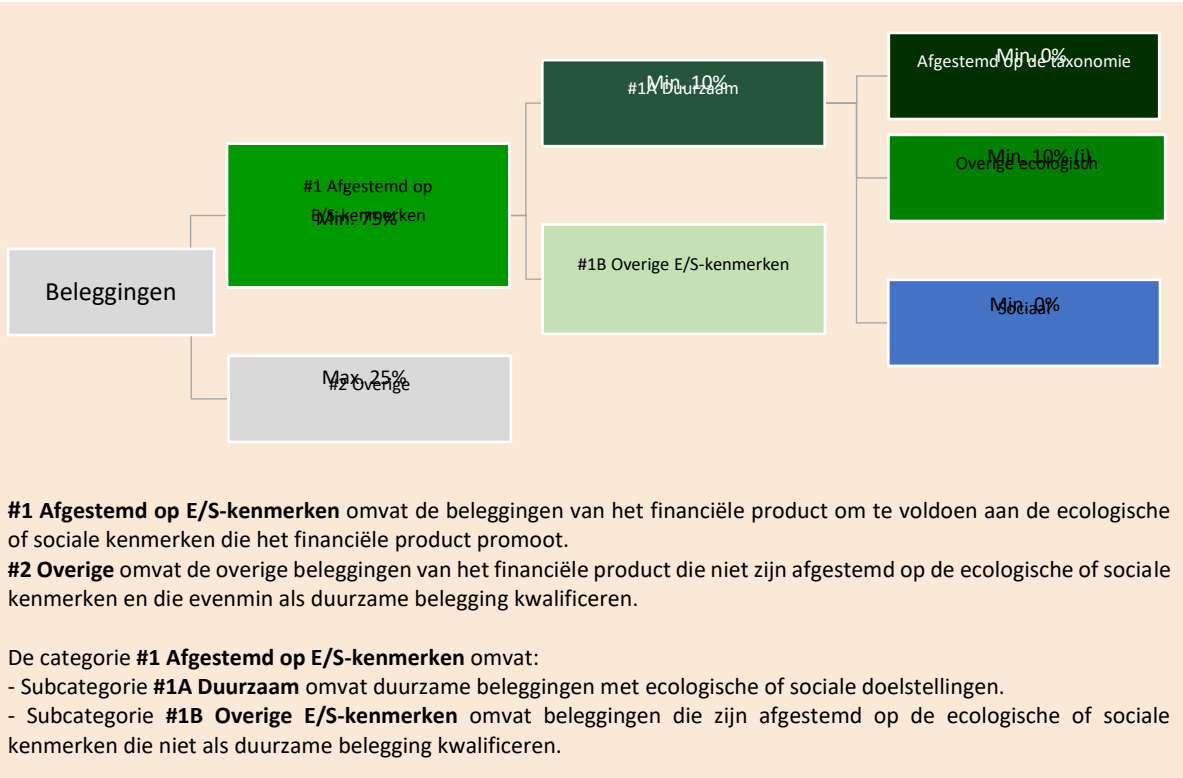 Beleggingen
#1 Afgestemd op
E/S-kenmerken
Min. 75%
Max. 25%
#2 Overige
Min. 10%
#1A Duurzaam
#1B Overige E/S-kenmerken
Min. 0%
Afgestemd op de taxonomie
Min. 10% (i)
Overige ecologisch
Min. 0%
Sociaal
#1 Afgestemd op E/S-kenmerken omvat de beleggingen van het financiële product om te voldoen aan de ecologische
of sociale kenmerken die het financiële product promoot.
#2 Overige omvat de overige beleggingen van het financiële product die niet zijn afgestemd op de ecologische of sociale
kenmerken en die evenmin als duurzame belegging kwalificeren.
De categorie #1 Afgestemd op E/S-kenmerken omvat:
- Subcategorie #1A Duurzaam omvat duurzame beleggingen met ecologische of sociale doelstellingen.
- Subcategorie #1B Overige E/S-kenmerken omvat beleggingen die zijn afgestemd op de ecologische of sociale
kenmerken die niet als duurzame belegging kwalificeren.